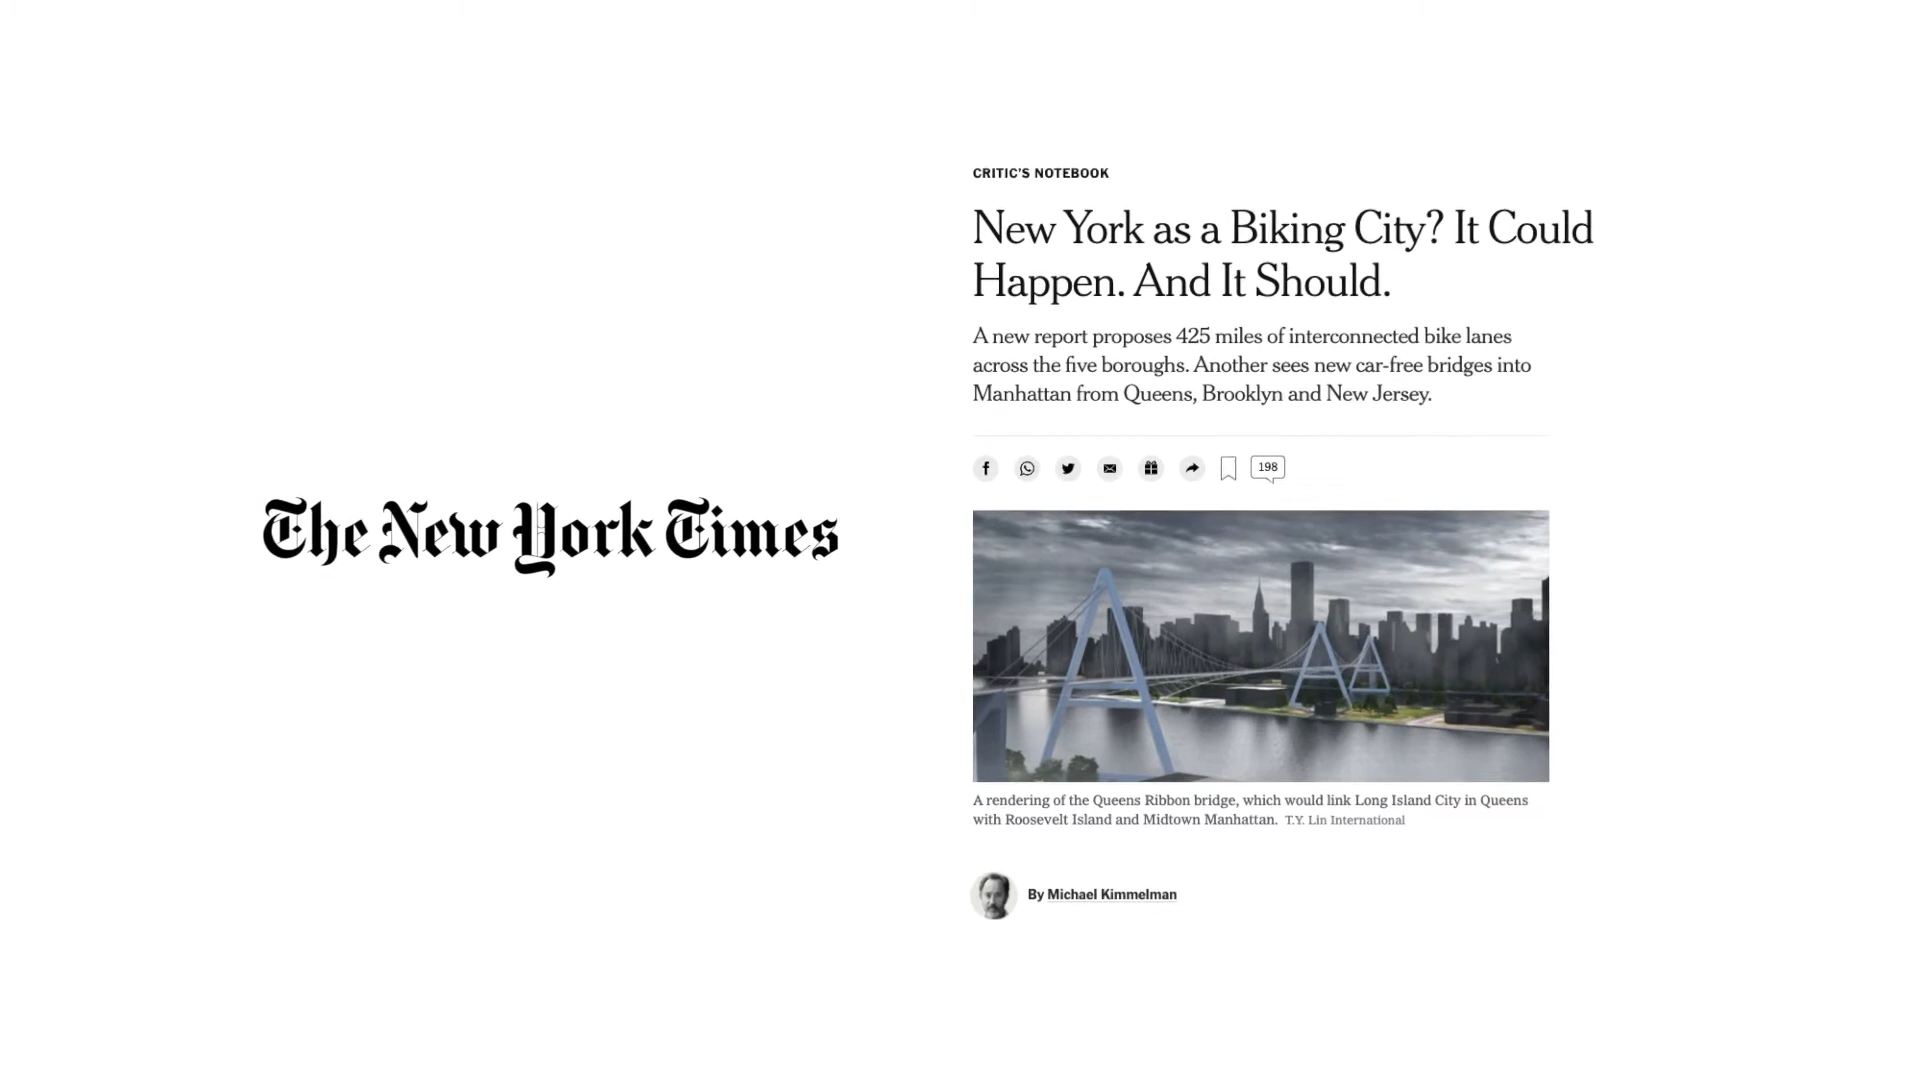 The New York Times
CRITIC'S NOTEBOOK
New York as a Biking City? It Could
Happen. And It Should.
A new report proposes 425 miles of interconnected bike lanes
across the five boroughs. Another sees new car-free bridges into
Manhattan from Queens, Brooklyn and New Jersey.
198
A rendering of the Queens Ribbon bridge, which would link Long Island City in Queens
with Roosevelt Island and Midtown Manhattan. T.Y. Lin International
By Michael Kimmelman